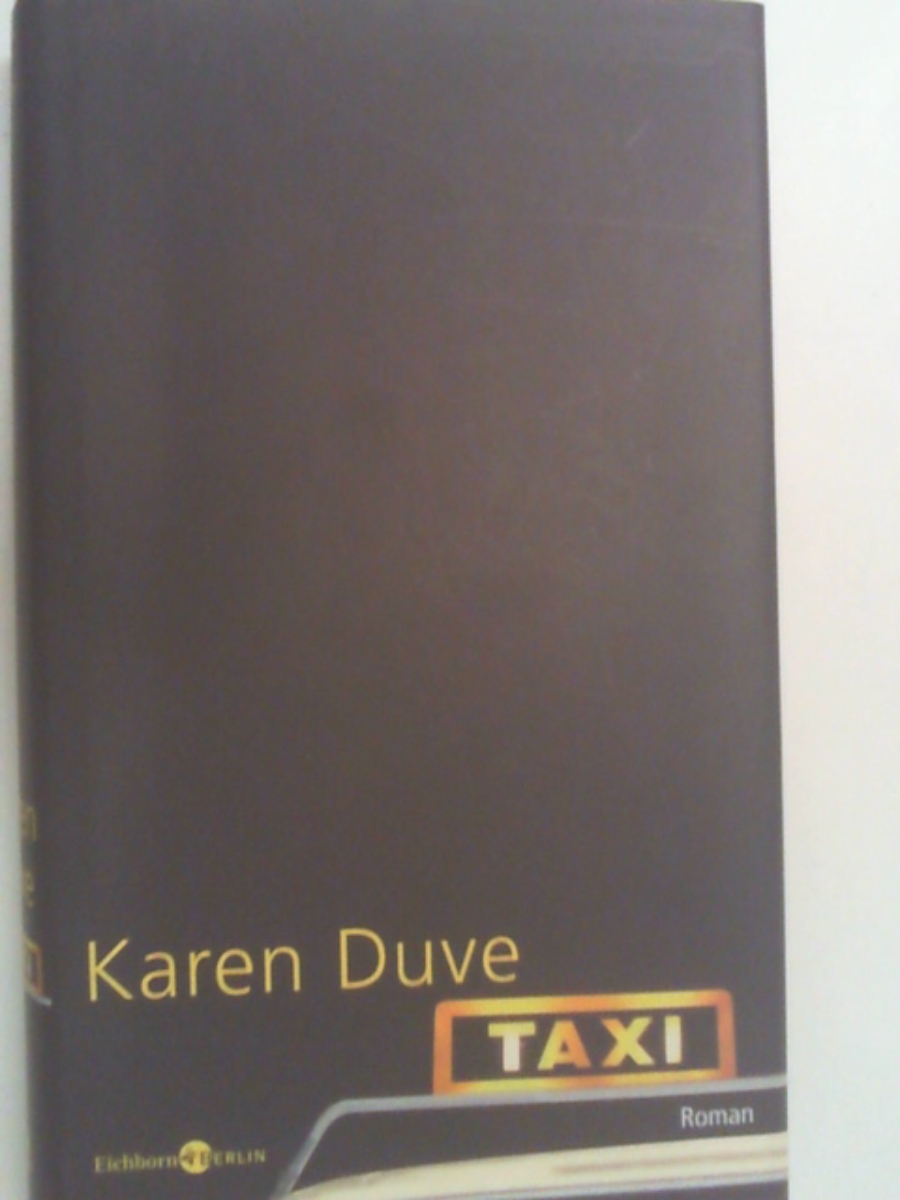 Karen Duve
TAXI
Roman
Eichborn BERLIN